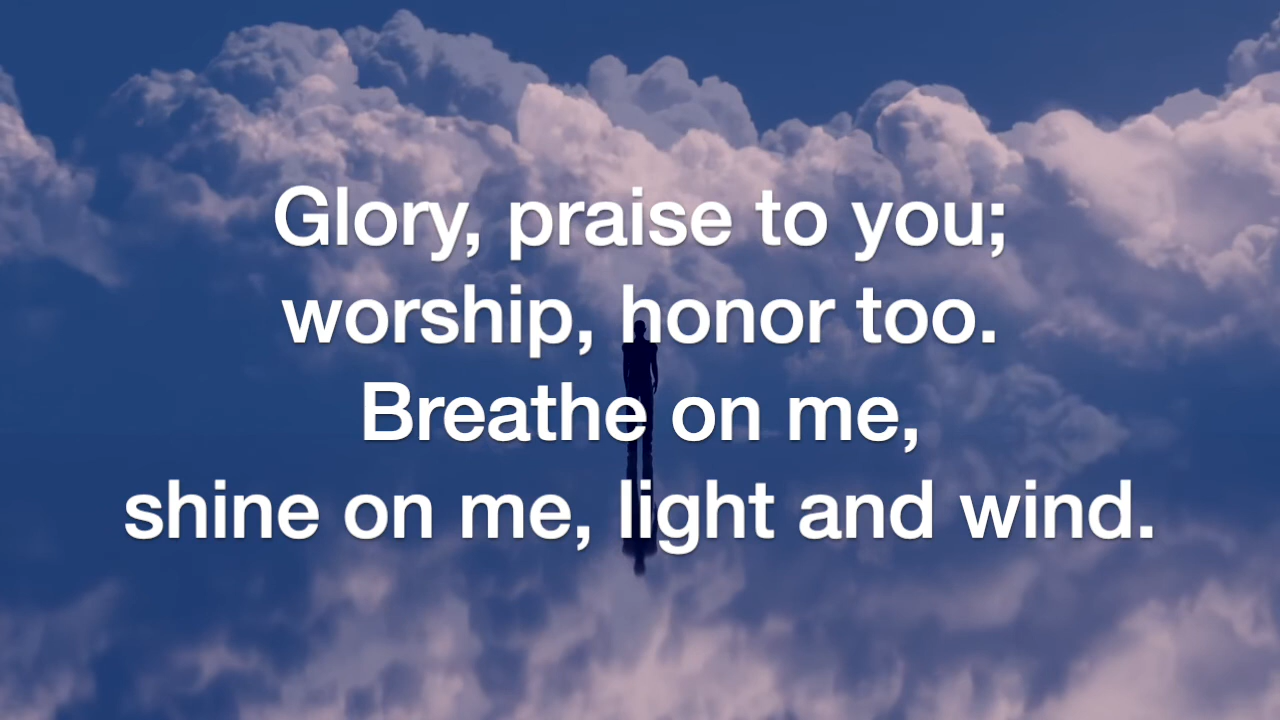 Glory, praise to you;
worship, honor too.
Breathe on me,
shine on me, light and wind.